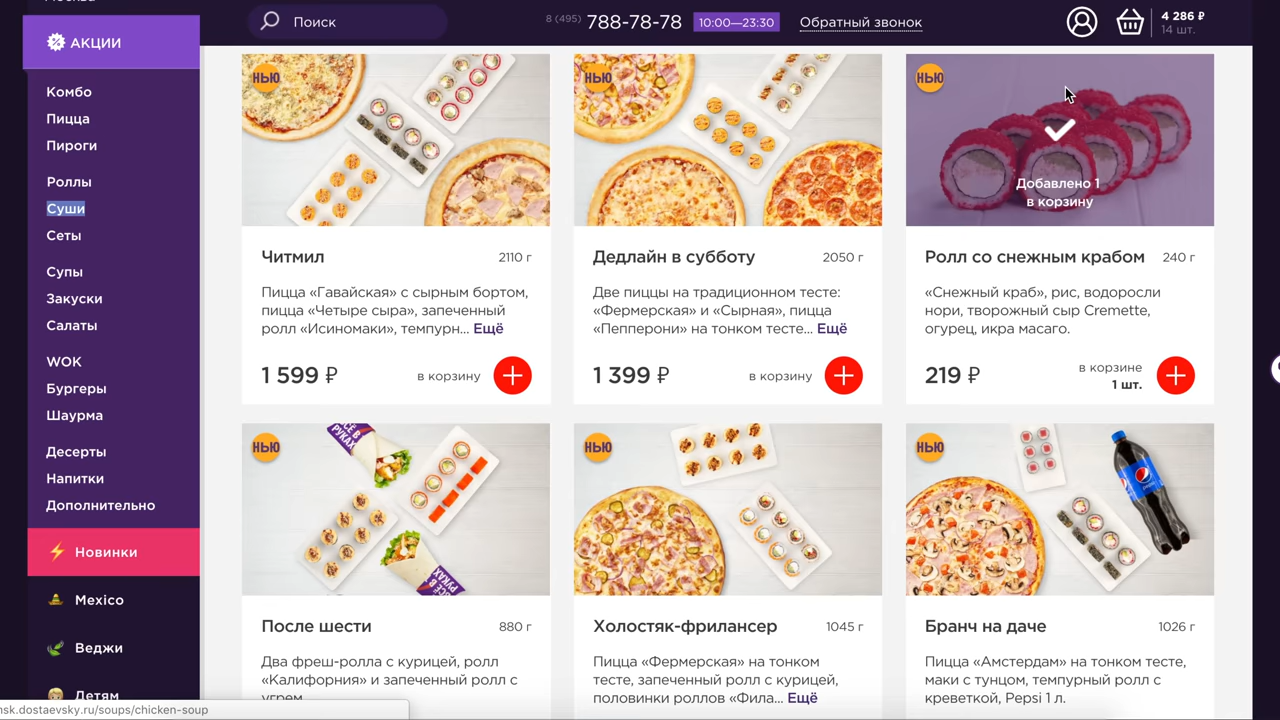 Москва
АКЦИИ
Поиск
8 (495) 788-78-78
10:00—23:30
Обратный звонок
4 286 ₽
14 шт.
Комбо
Пицца
Пироги
Роллы
Суши
Сеты
Супы
Закуски
Салаты
WOK
Бургеры
Шаурма
Десерты
Напитки
Дополнительно
Новинки
Mexico
Веджи
Детям
НЬЮ
Читмил 2110 г
Пицца «Гавайская» с сырным бортом,
пицца «Четыре сыра», запеченный
ролл «Исиномаки», темпурн... Ещё
1 599 ₽ в корзину
НЬЮ
Дедлайн в субботу 2050 г
Две пиццы на традиционном тесте:
«Фермерская» и «Сырная», пицца
«Пепперони» на тонком тесте... Ещё
1 399 ₽ в корзину
НЬЮ
Добавлено 1
в корзину
Ролл со снежным крабом 240 г
«Снежный краб», рис, водоросли
нори, творожный сыр Cremette,
огурец, икра масаго.
219 ₽ в корзине
1 шт.
НЬЮ
После шести 880 г
Два фреш-ролла с курицей, ролл
«Калифорния» и запеченный ролл с
угрем.
НЬЮ
Холостяк-фрилансер 1045 г
Пицца «Фермерская» на тонком
тесте, запеченный ролл с курицей,
половинки роллов «Фила... Ещё
НЬЮ
pepsi
Бранч на даче 1026 г
Пицца «Амстердам» на тонком тесте,
маки с тунцом, темпурный ролл с
креветкой, Pepsi 1 л.
nsk.dostaevsky.ru/soups/chicken-soup